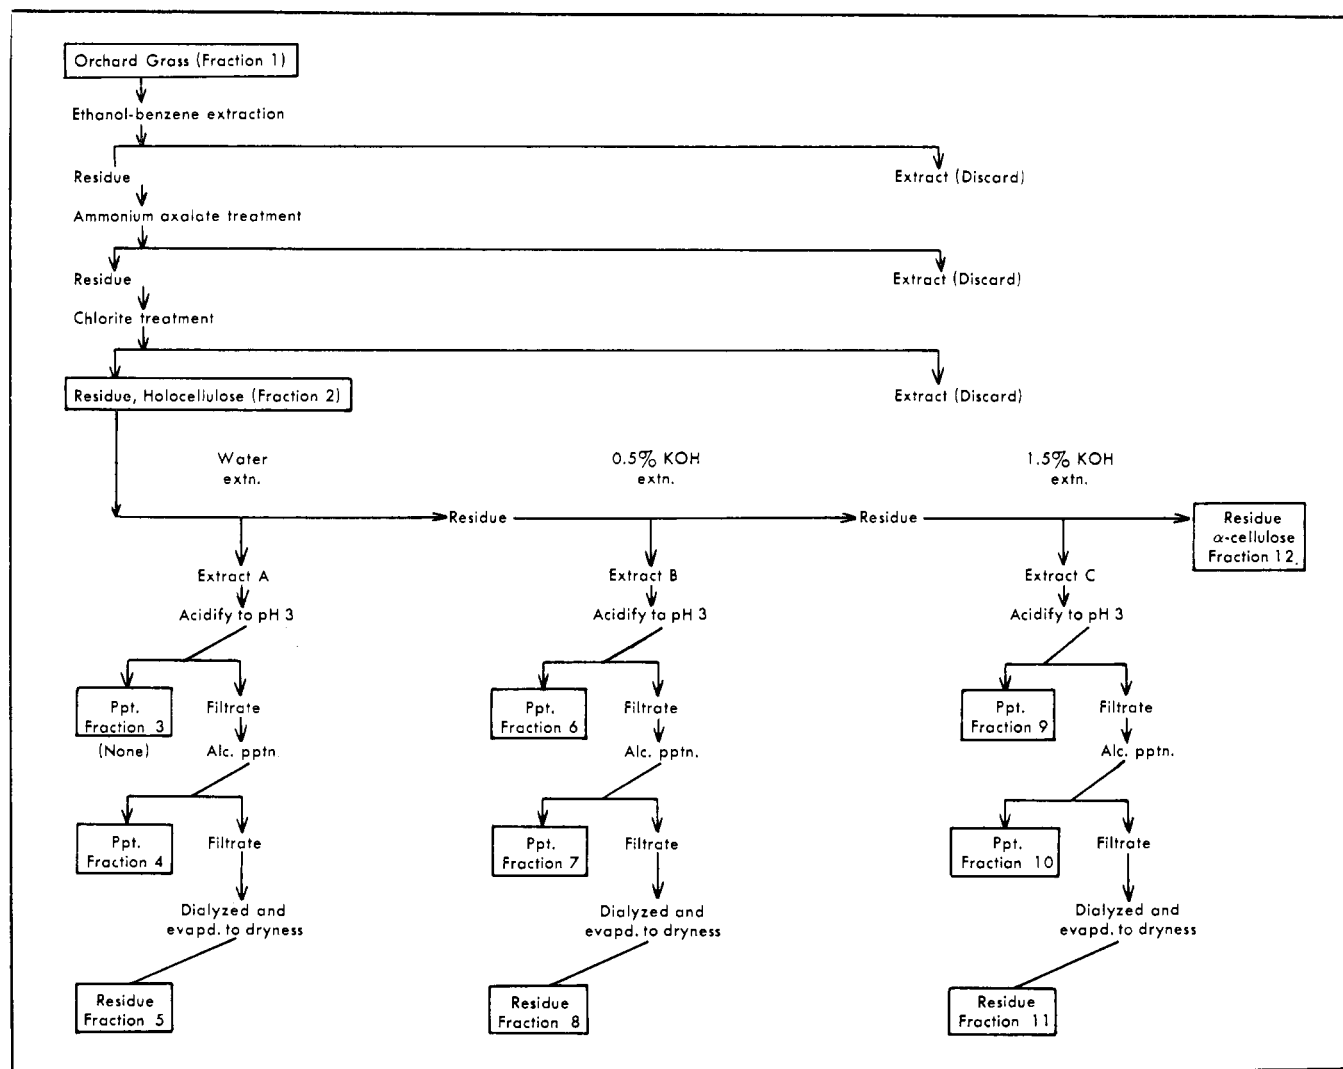 Orchard Grass (Fraction 1)
Ethanol-benzene extraction
Residue
Extract (Discard)
Ammonium axalate treatment
Residue
Extract (Discard)
Chlorite treatment
Residue, Holocellulose (Fraction 2)
Extract (Discard)
Water
extn.
0.5% KOH
extn.
1.5% KOH
extn.
Residue
Residue
Residue
α-cellulose
Fraction 12.
Extract A
Extract B
Extract C
Acidify to pH 3
Acidify ta pH 3
Acidify to pH 3
Ppt.
Fraction 3
(None)
Filtrate
Ppt.
Fraction 6
Filtrate
Ppt.
Fraction 9
Filtrate
Alc. pptn.
Alc. pptn.
Alc. pptn.
Ppt.
Fraction 4
Filtrate
Ppt.
Fraction 7
Filtrate
Ppt.
Fraction 10
Filtrate
Dialyzed and
evapd. to dryness
Dialyzed and
evapd. to dryness
Dialyzed and
evapd. to dryness
Residue
Fraction 5
Residue
Fraction 8
Residue
Fraction 11